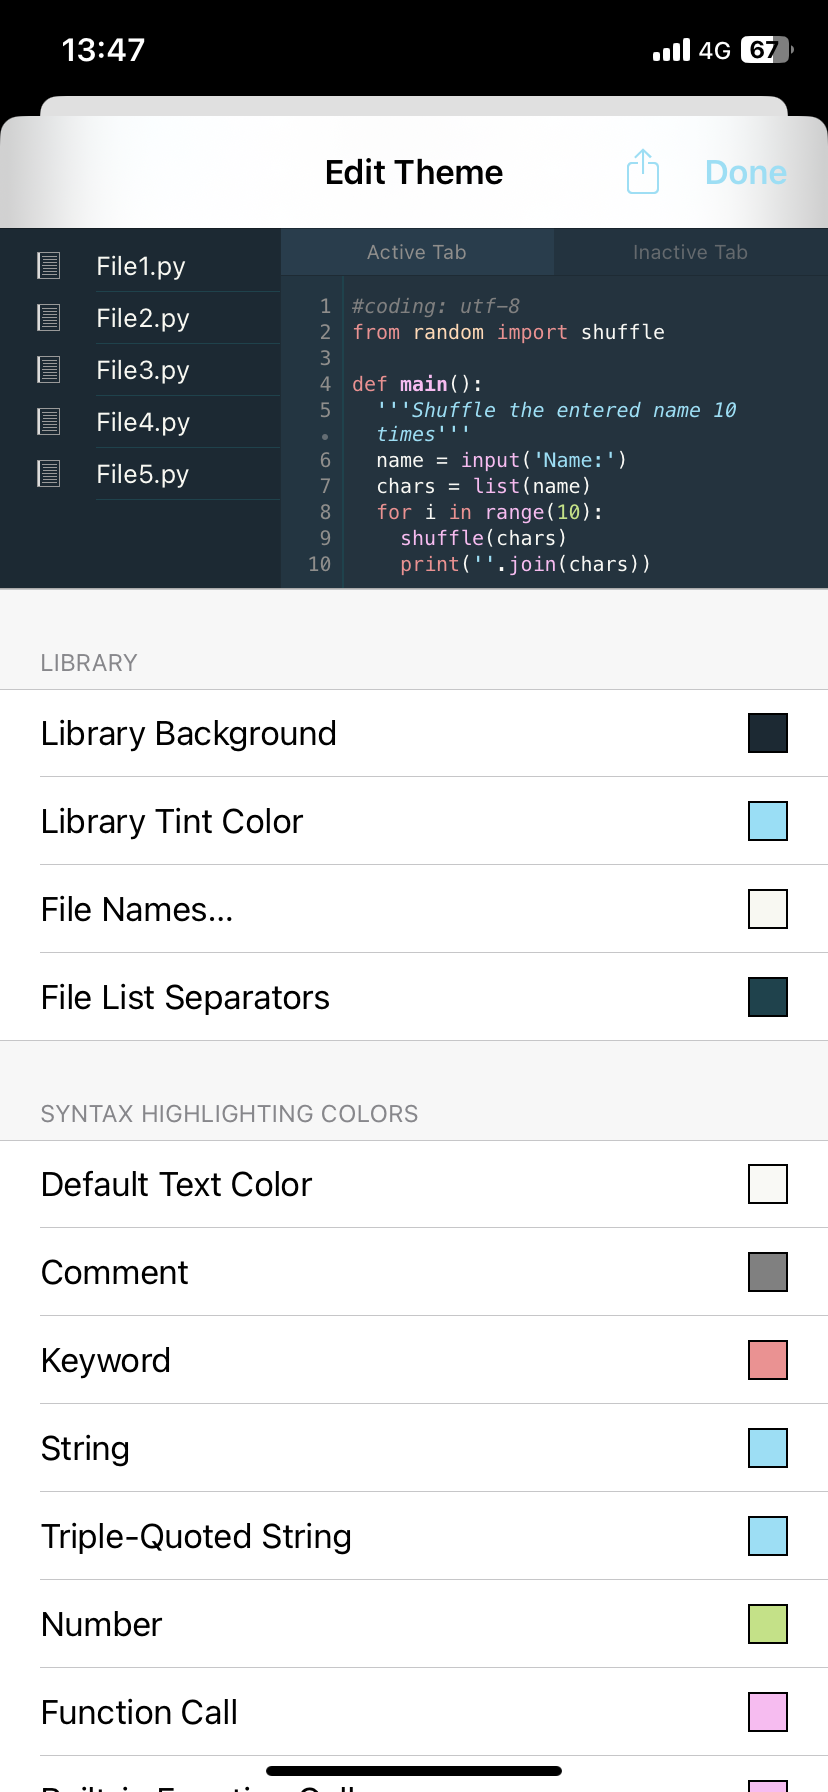 13:47
4G 67
Edit Theme
Done
File1.py
File2.py
File3.py
File4.py
File5.py
Active Tab
Inactive Tab
1 #coding: utf-8
2 from random import shuffle
3
4 def main():
5 '''Shuffle the entered name 10
• times'''
6 name = input('Name:')
7 chars = list(name)
8 for i in range(10):
9 shuffle(chars)
10 print(''.join(chars))
LIBRARY
Library Background
Library Tint Color
File Names...
File List Separators
SYNTAX HIGHLIGHTING COLORS
Default Text Color
Comment
Keyword
String
Triple-Quoted String
Number
Function Call